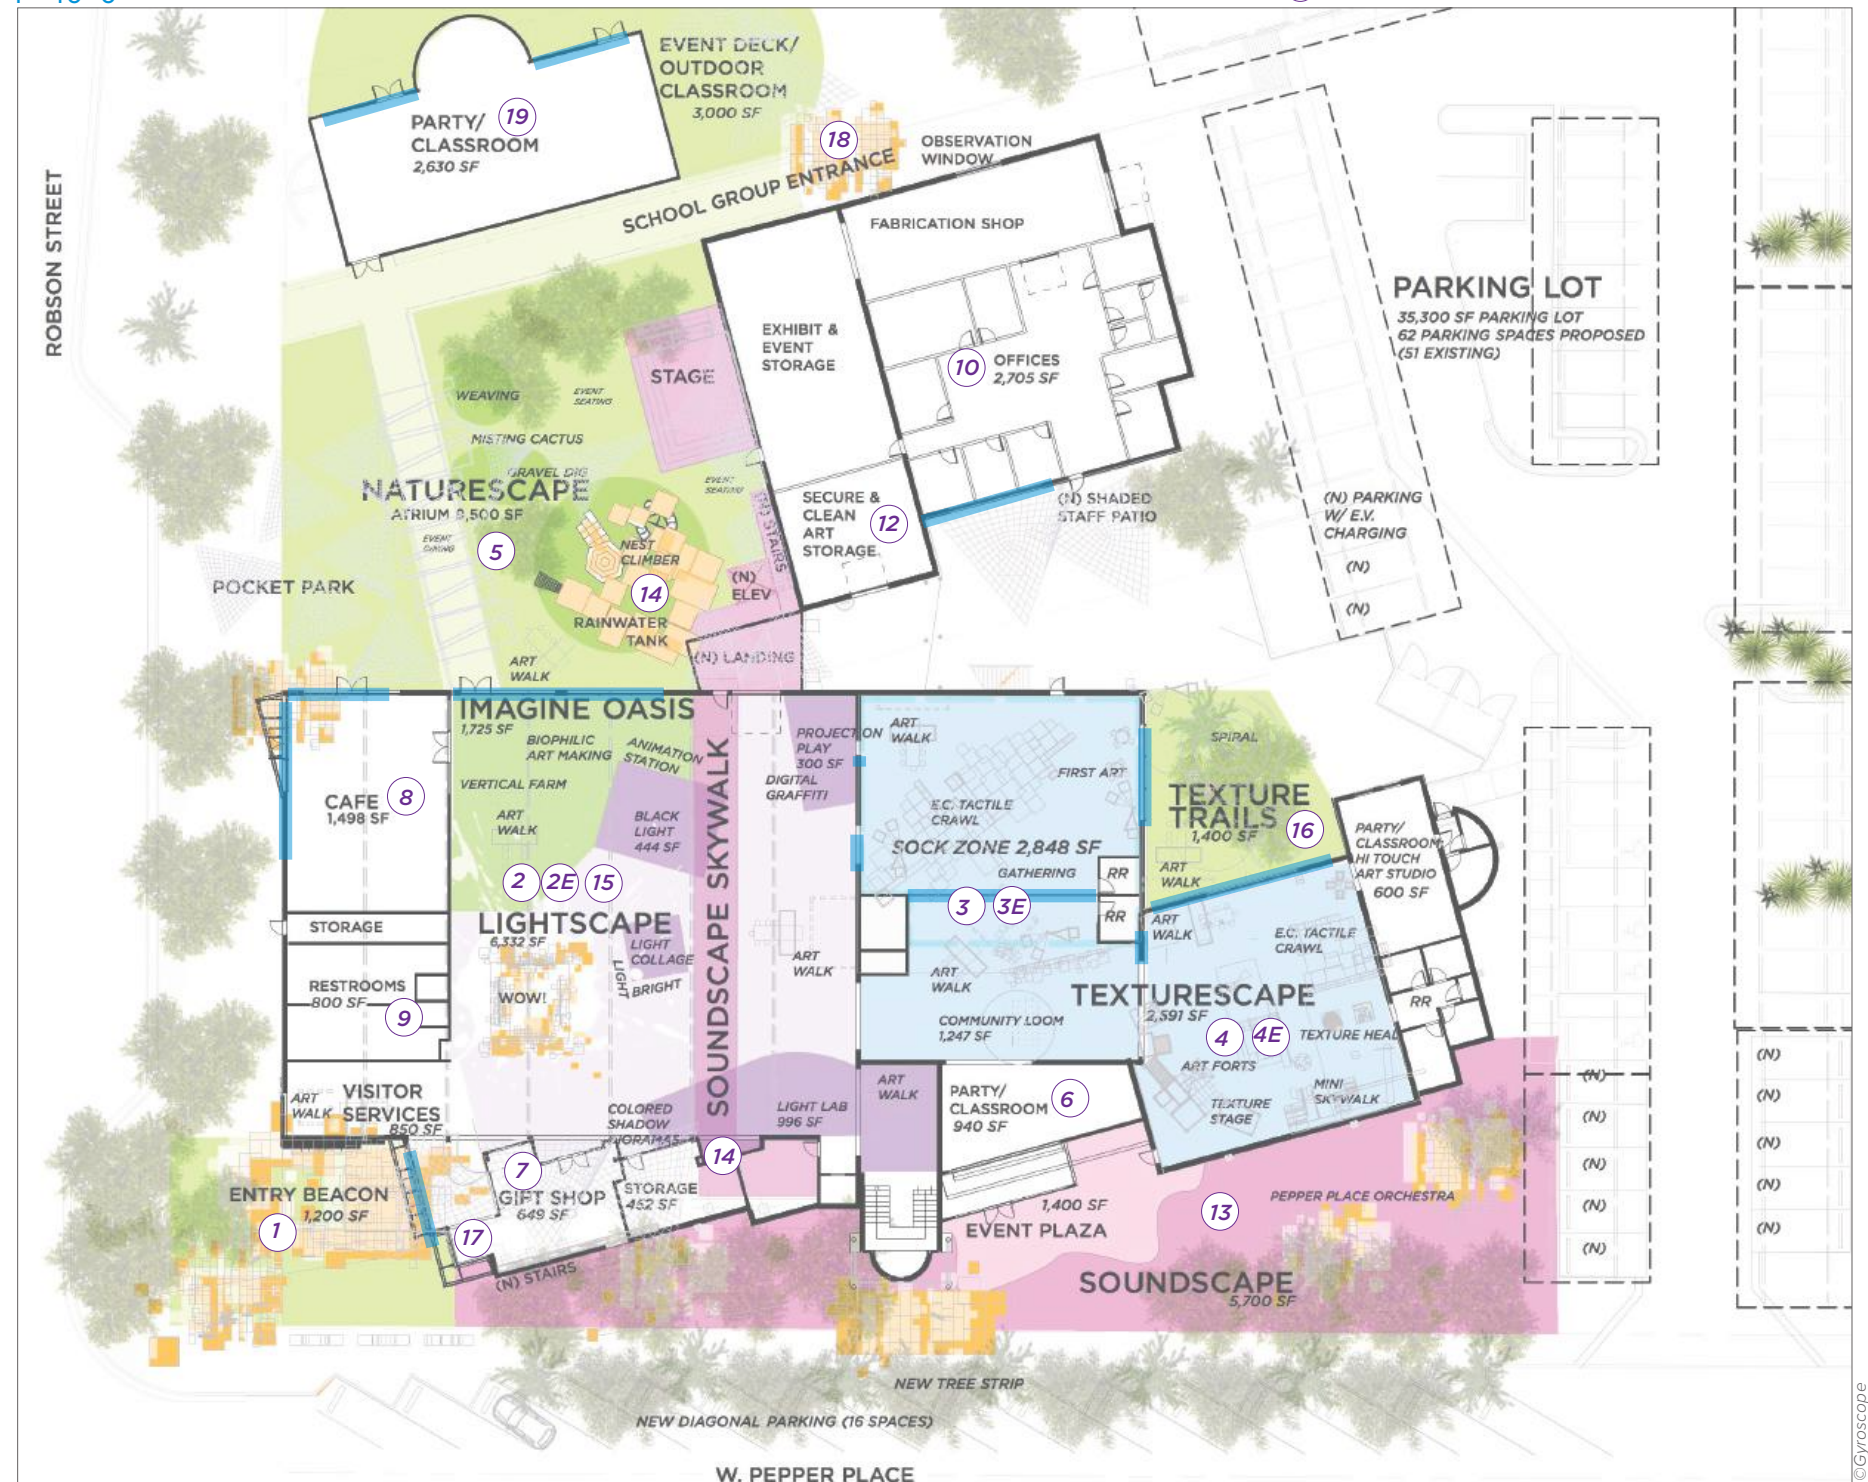 EVENT DECK/
OUTDOOR
CLASSROOM
3,000 SF
PARTY/
CLASSROOM
2,630 SF
19
18
SCHOOL GROUP ENTRANCE
OBSERVATION
WINDOW
FABRICATION SHOP
ROBSON STREET
EXHIBIT &
EVENT
STORAGE
10
OFFICES
2,705 SF
PARKING LOT
35,300 SF PARKING LOT
62 PARKING SPACES PROPOSED
(51 EXISTING)
STAGE
WEAVING
EVENT
SEATING
MISTING CACTUS
GRAVEL DIG
NATURESCAPE
ATRIUM 9,500 SF
EVENT
DINING
5
EVENT
SEATING
(N) STAIRS
SECURE &
CLEAN
ART
STORAGE
12
(N) SHADED
STAFF PATIO
(N) PARKING
W/ E.V.
CHARGING
(N)
(N)
NEST
CLIMBER
14
(N)
ELEV
RAINWATER
TANK
POCKET PARK
(N) LANDING
ART
WALK
IMAGINE OASIS
1,725 SF
BIOPHILIC
ART MAKING
ANIMATION
STATION
VERTICAL FARM
ART
WALK
BLACK
LIGHT
444 SF
SOUNDSCAPE SKYWALK
PROJECTION
PLAY
300 SF
DIGITAL
GRAFFITI
ART
WALK
FIRST ART
E.C. TACTILE
CRAWL
SOCK ZONE 2,848 SF
GATHERING
RR
RR
3
3E
SPIRAL
TEXTURE
TRAILS
1,400 SF
16
ART
WALK
PARTY/
CLASSROOM
HI TOUCH
ART STUDIO
600 SF
CAFE
1,498 SF
8
2
2E
15
LIGHTSCAPE
6,332 SF
LIGHT
COLLAGE
LIGHT
BRIGHT
WOW!
ART
WALK
STORAGE
RESTROOMS
800 SF
9
ART
WALK
COMMUNITY LOOM
1,247 SF
ART
WALK
E.C. TACTILE
CRAWL
TEXTURESCAPE
2,591 SF
4
4E
TEXTURE HEAD
RR
ART FORTS
MINI
SKYWALK
TEXTURE
STAGE
VISITOR
SERVICES
850 SF
ART
WALK
COLORED
SHADOW
DIORAMAS
LIGHT LAB
996 SF
ART
WALK
PARTY/
CLASSROOM
940 SF
6
14
7
GIFT SHOP
649 SF
STORAGE
452 SF
ENTRY BEACON
1,200 SF
1
17
(N) STAIRS
1,400 SF
EVENT PLAZA
13
PEPPER PLACE ORCHESTRA
SOUNDSCAPE
5,700 SF
(N)
(N)
(N)
(N)
(N)
(N)
(N)
(N)
(N)
(N)
(N)
NEW TREE STRIP
NEW DIAGONAL PARKING (16 SPACES)
W. PEPPER PLACE
©Gyroscope